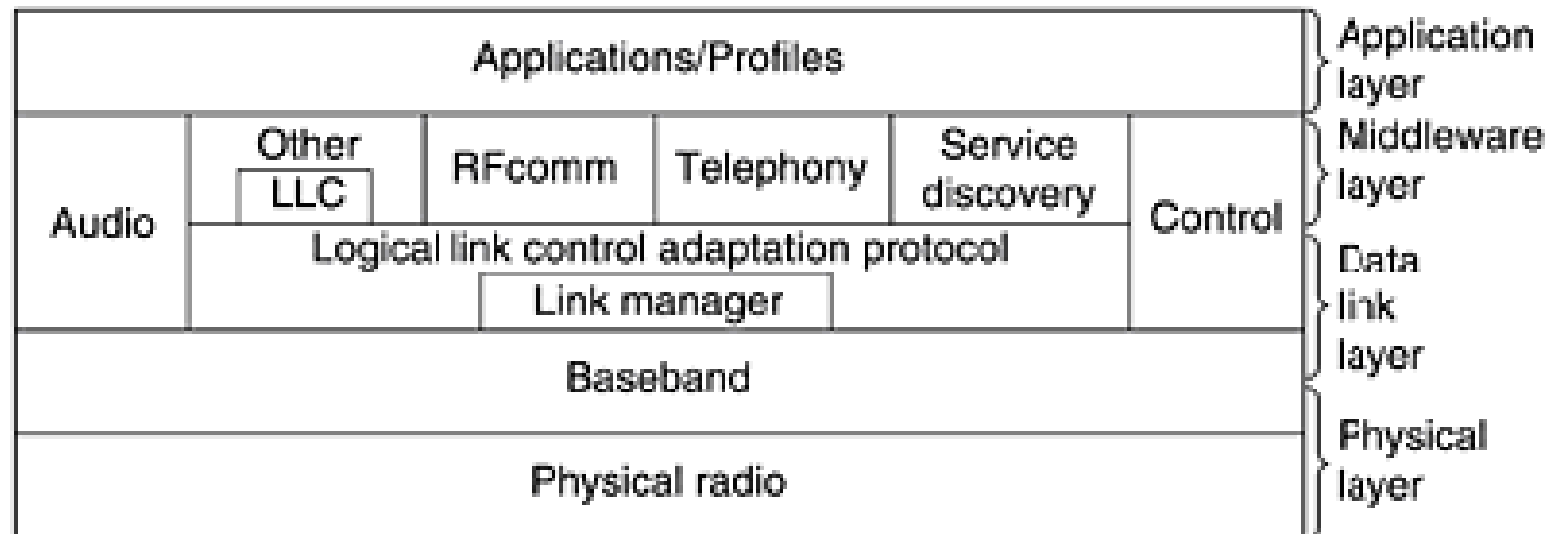 Applications/Profiles
Application
layer
Audio
Other
LLC
RFcomm
Telephony
Service
discovery
Control
Middleware
layer
Logical link control adaptation protocol
Link manager
Data
link
layer
Baseband
Physical radio
Physical
layer